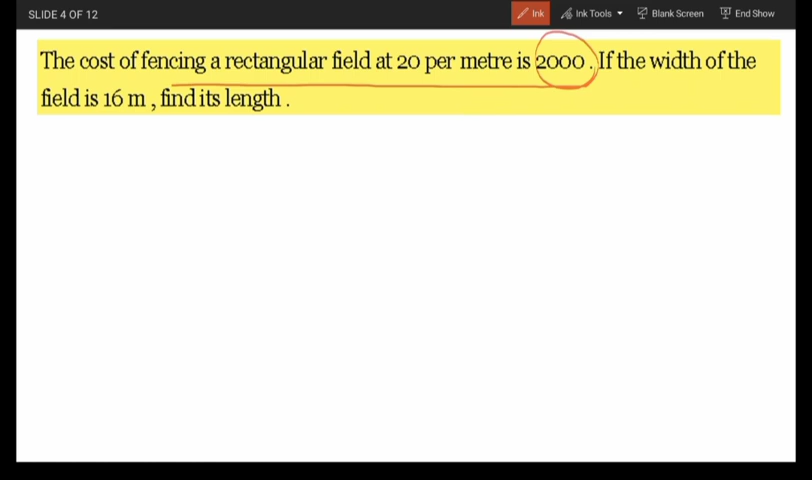 SLIDE 4 OF 12
Ink Ink Tools Blank Screen End Show
The cost of fencing a rectangular field at 20 per metre is 2000 . If the width of the
field is 16 m , find its length .